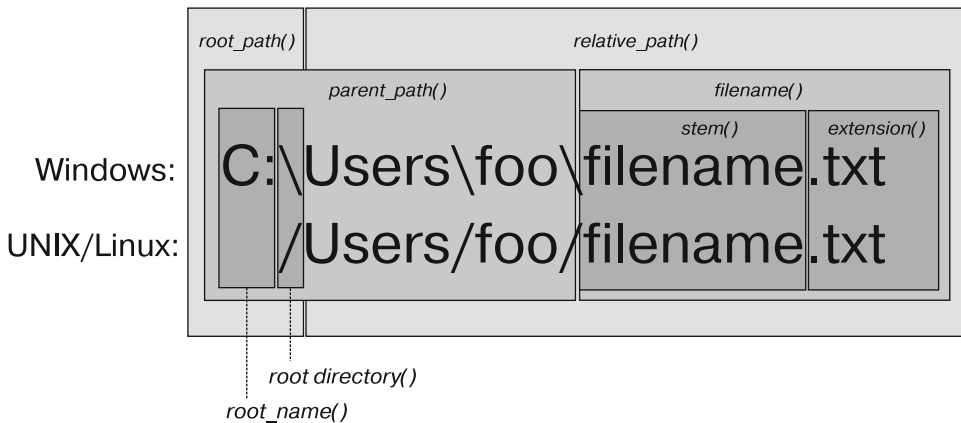 root_path() relative_path()
parent_path() filename()
stem() extension()
Windows: C:\Users\foo\filename.txt
UNIX/Linux: /Users/foo/filename.txt
root directory()
root_name()